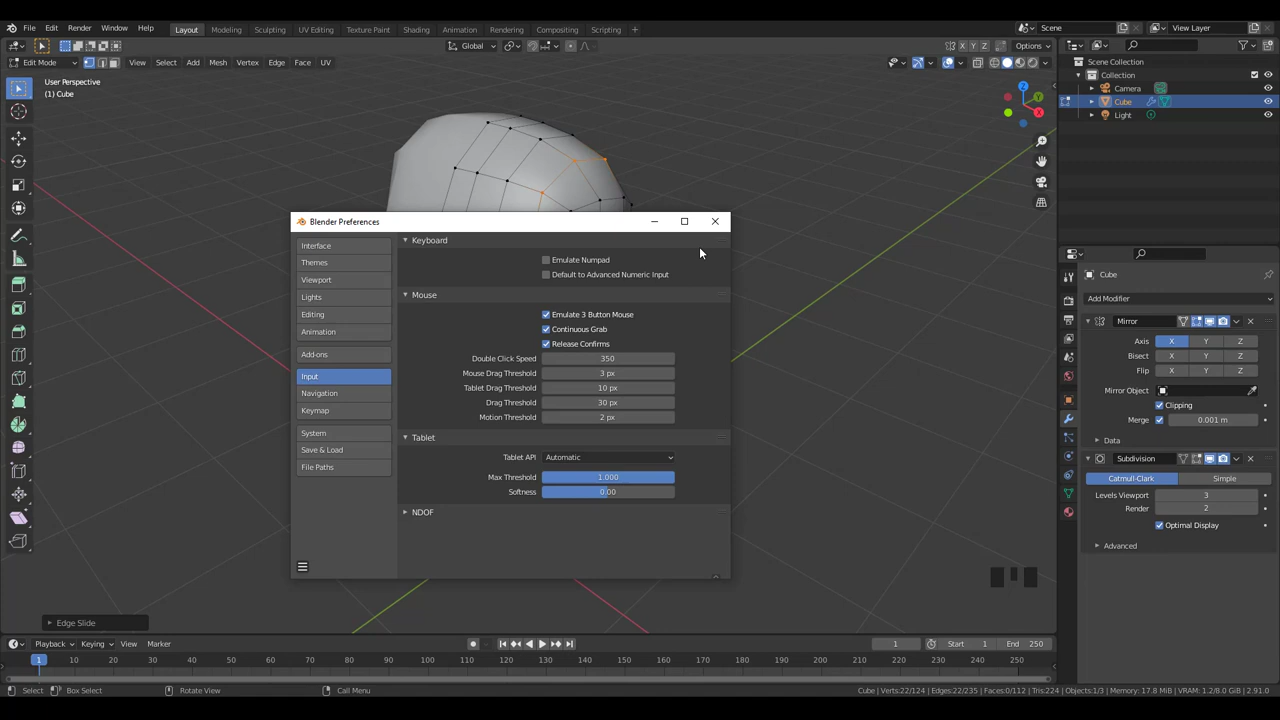 File Edit Render Window Help Layout Modeling Sculpting UV Editing Texture Paint Shading Animation Rendering Compositing Scripting + Scene View Layer
Global X Y Z Options
Edit Mode View Select Add Mesh Vertex Edge Face UV
User Perspective
(1) Cube
Z
Y
X
Scene Collection
Collection
Camera
Cube
Light
Blender Preferences
Interface
Themes
Viewport
Lights
Editing
Animation
Add-ons
Input
Navigation
Keymap
System
Save & Load
File Paths
Keyboard
Emulate Numpad
Default to Advanced Numeric Input
Mouse
Emulate 3 Button Mouse
Continuous Grab
Release Confirms
Double Click Speed 350
Mouse Drag Threshold 3 px
Tablet Drag Threshold 10 px
Drag Threshold 30 px
Motion Threshold 2 px
Tablet
Tablet API Automatic
Max Threshold 1.000
Softness 0.00
NDOF
Cube
Add Modifier
Mirror
Axis X Y Z
Bisect X Y Z
Flip X Y Z
Mirror Object
Clipping
Merge 0.001 m
Data
Subdivision
Catmull-Clark Simple
Levels Viewport 3
Render 2
Optimal Display
Advanced
Edge Slide
Playback Keying View Marker 1 Start 1 End 250
1 10 20 30 40 50 60 70 80 90 100 110 120 130 140 150 160 170 180 190 200 210 220 230 240 250
Select Box Select Rotate View Call Menu Cube | Verts:22/124 | Edges:22/235 | Faces:0/112 | Tris:224 | Objects:1/3 | Memory: 17.8 MiB | VRAM: 1.2/8.0 GiB | 2.91.0